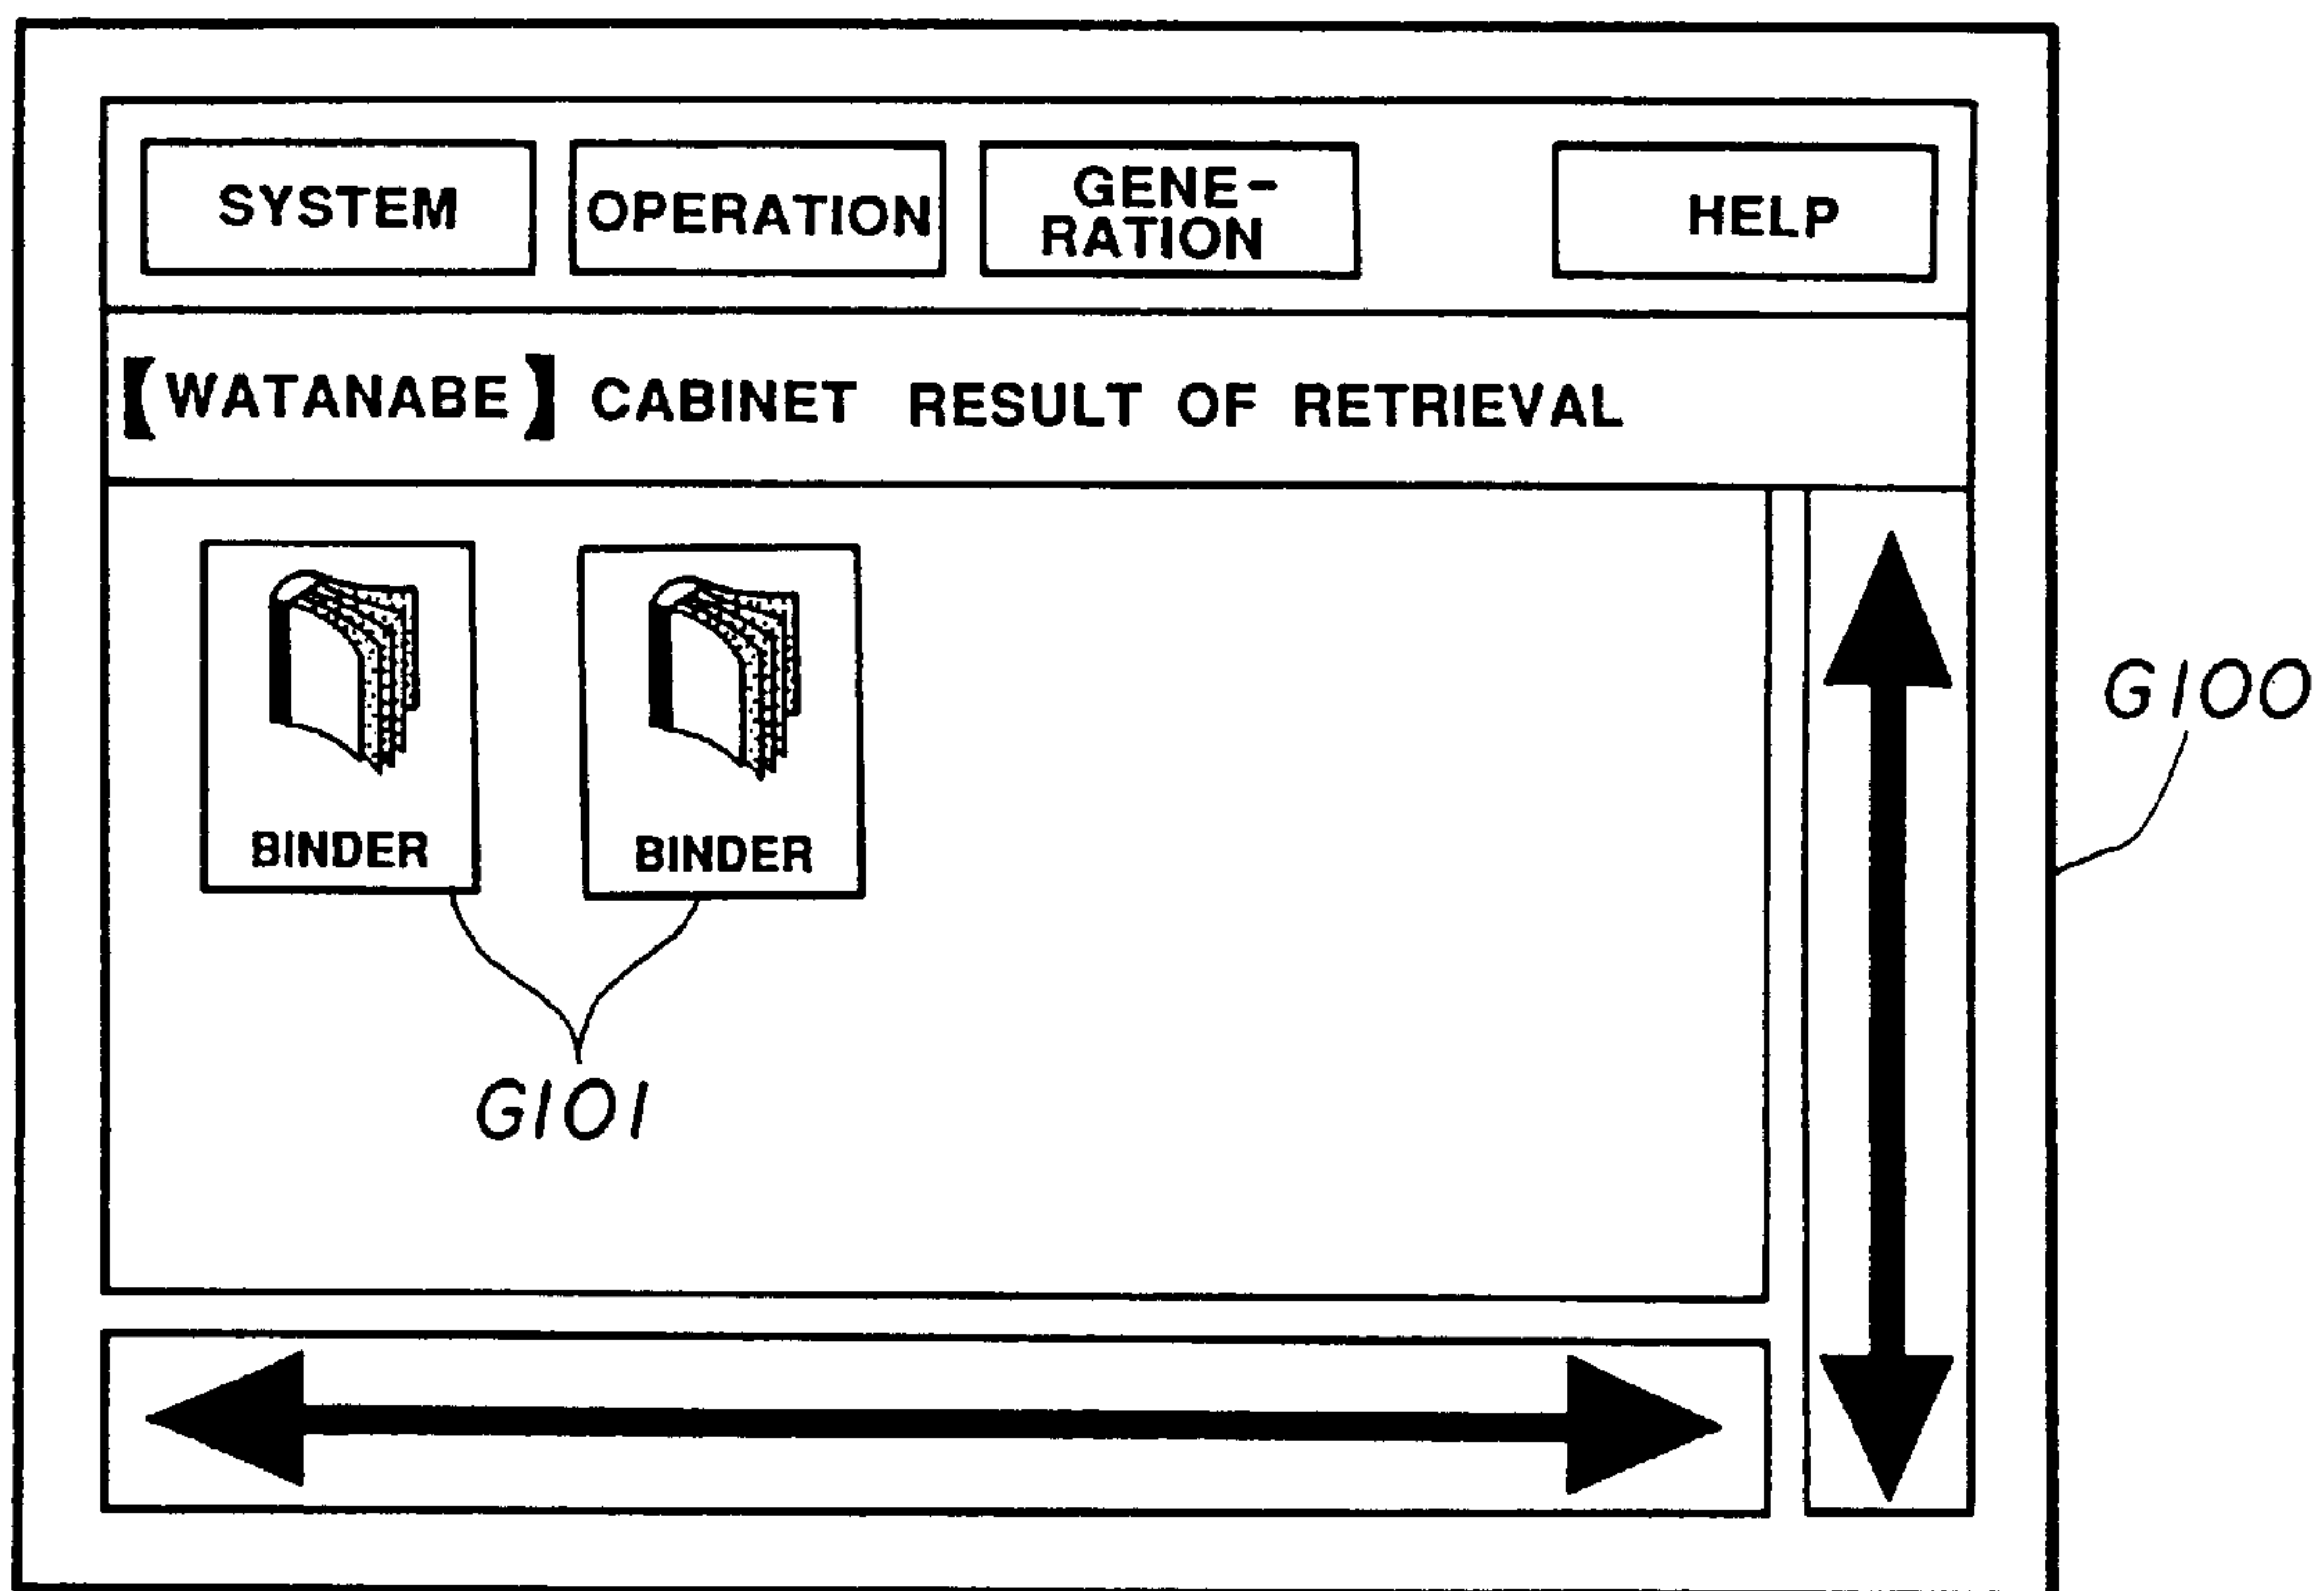 SYSTEM OPERATION GENE-
RATION HELP
【WATANABE】 CABINET RESULT OF RETRIEVAL
G100
BINDER BINDER
G101